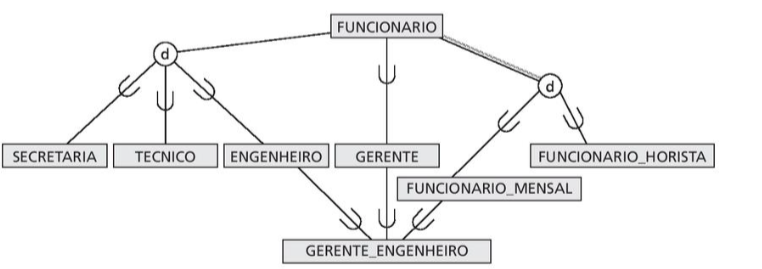 FUNCIONARIO
d
d
SECRETARIA
TECNICO
ENGENHEIRO
GERENTE
FUNCIONARIO_HORISTA
FUNCIONARIO_MENSAL
GERENTE_ENGENHEIRO